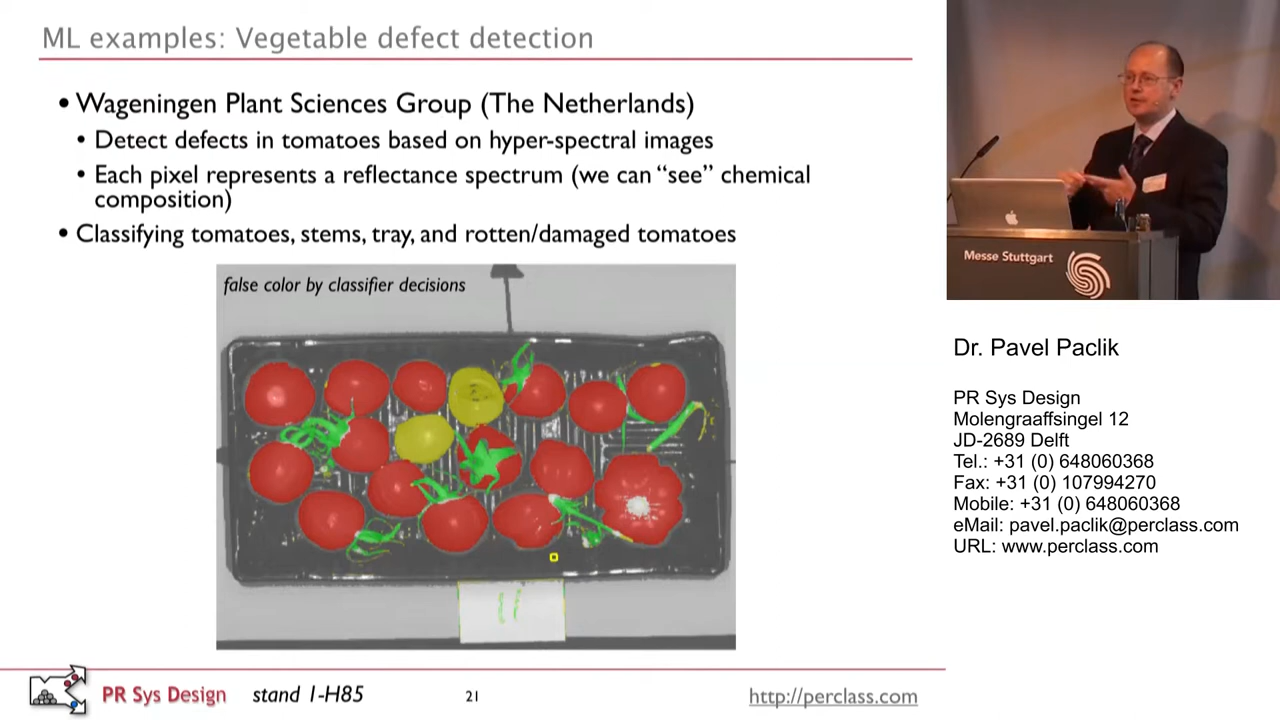 ML examples: Vegetable defect detection
• Wageningen Plant Sciences Group (The Netherlands)
• Detect defects in tomatoes based on hyper-spectral images
• Each pixel represents a reflectance spectrum (we can “see” chemical
composition)
• Classifying tomatoes, stems, tray, and rotten/damaged tomatoes
false color by classifier decisions
11
Messe Stuttgart
Dr. Pavel Paclik
PR Sys Design
Molengraaffsingel 12
JD-2689 Delft
Tel.: +31 (0) 648060368
Fax: +31 (0) 107994270
Mobile: +31 (0) 648060368
eMail: pavel.paclik@perclass.com
URL: www.perclass.com
PR Sys Design
stand 1-H85
21
http://perclass.com